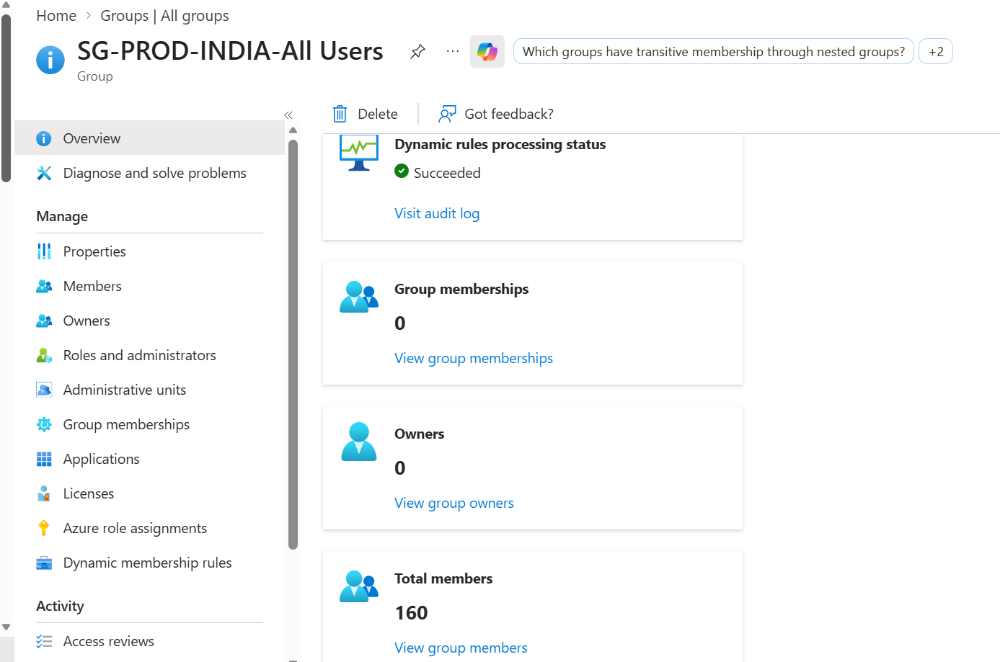 Home > Groups | All groups
SG-PROD-INDIA-All Users
Which groups have transitive membership through nested groups?
+2
Group
Delete
Got feedback?
Overview
Diagnose and solve problems
Manage
Properties
Members
Owners
Roles and administrators
Administrative units
Group memberships
Applications
Licenses
Azure role assignments
Dynamic membership rules
Activity
Access reviews
Dynamic rules processing status
Succeeded
Visit audit log
Group memberships
0
View group memberships
Owners
0
View group owners
Total members
160
View group members